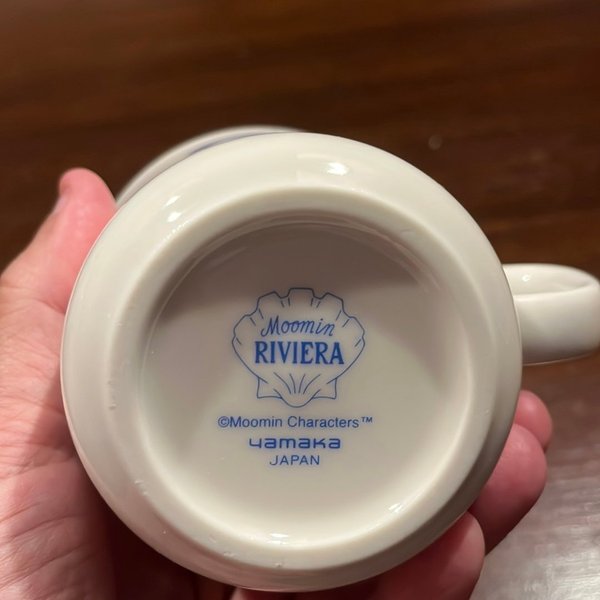 Moomin
RIVIERA
©Moomin Characters™
yamaka
JAPAN